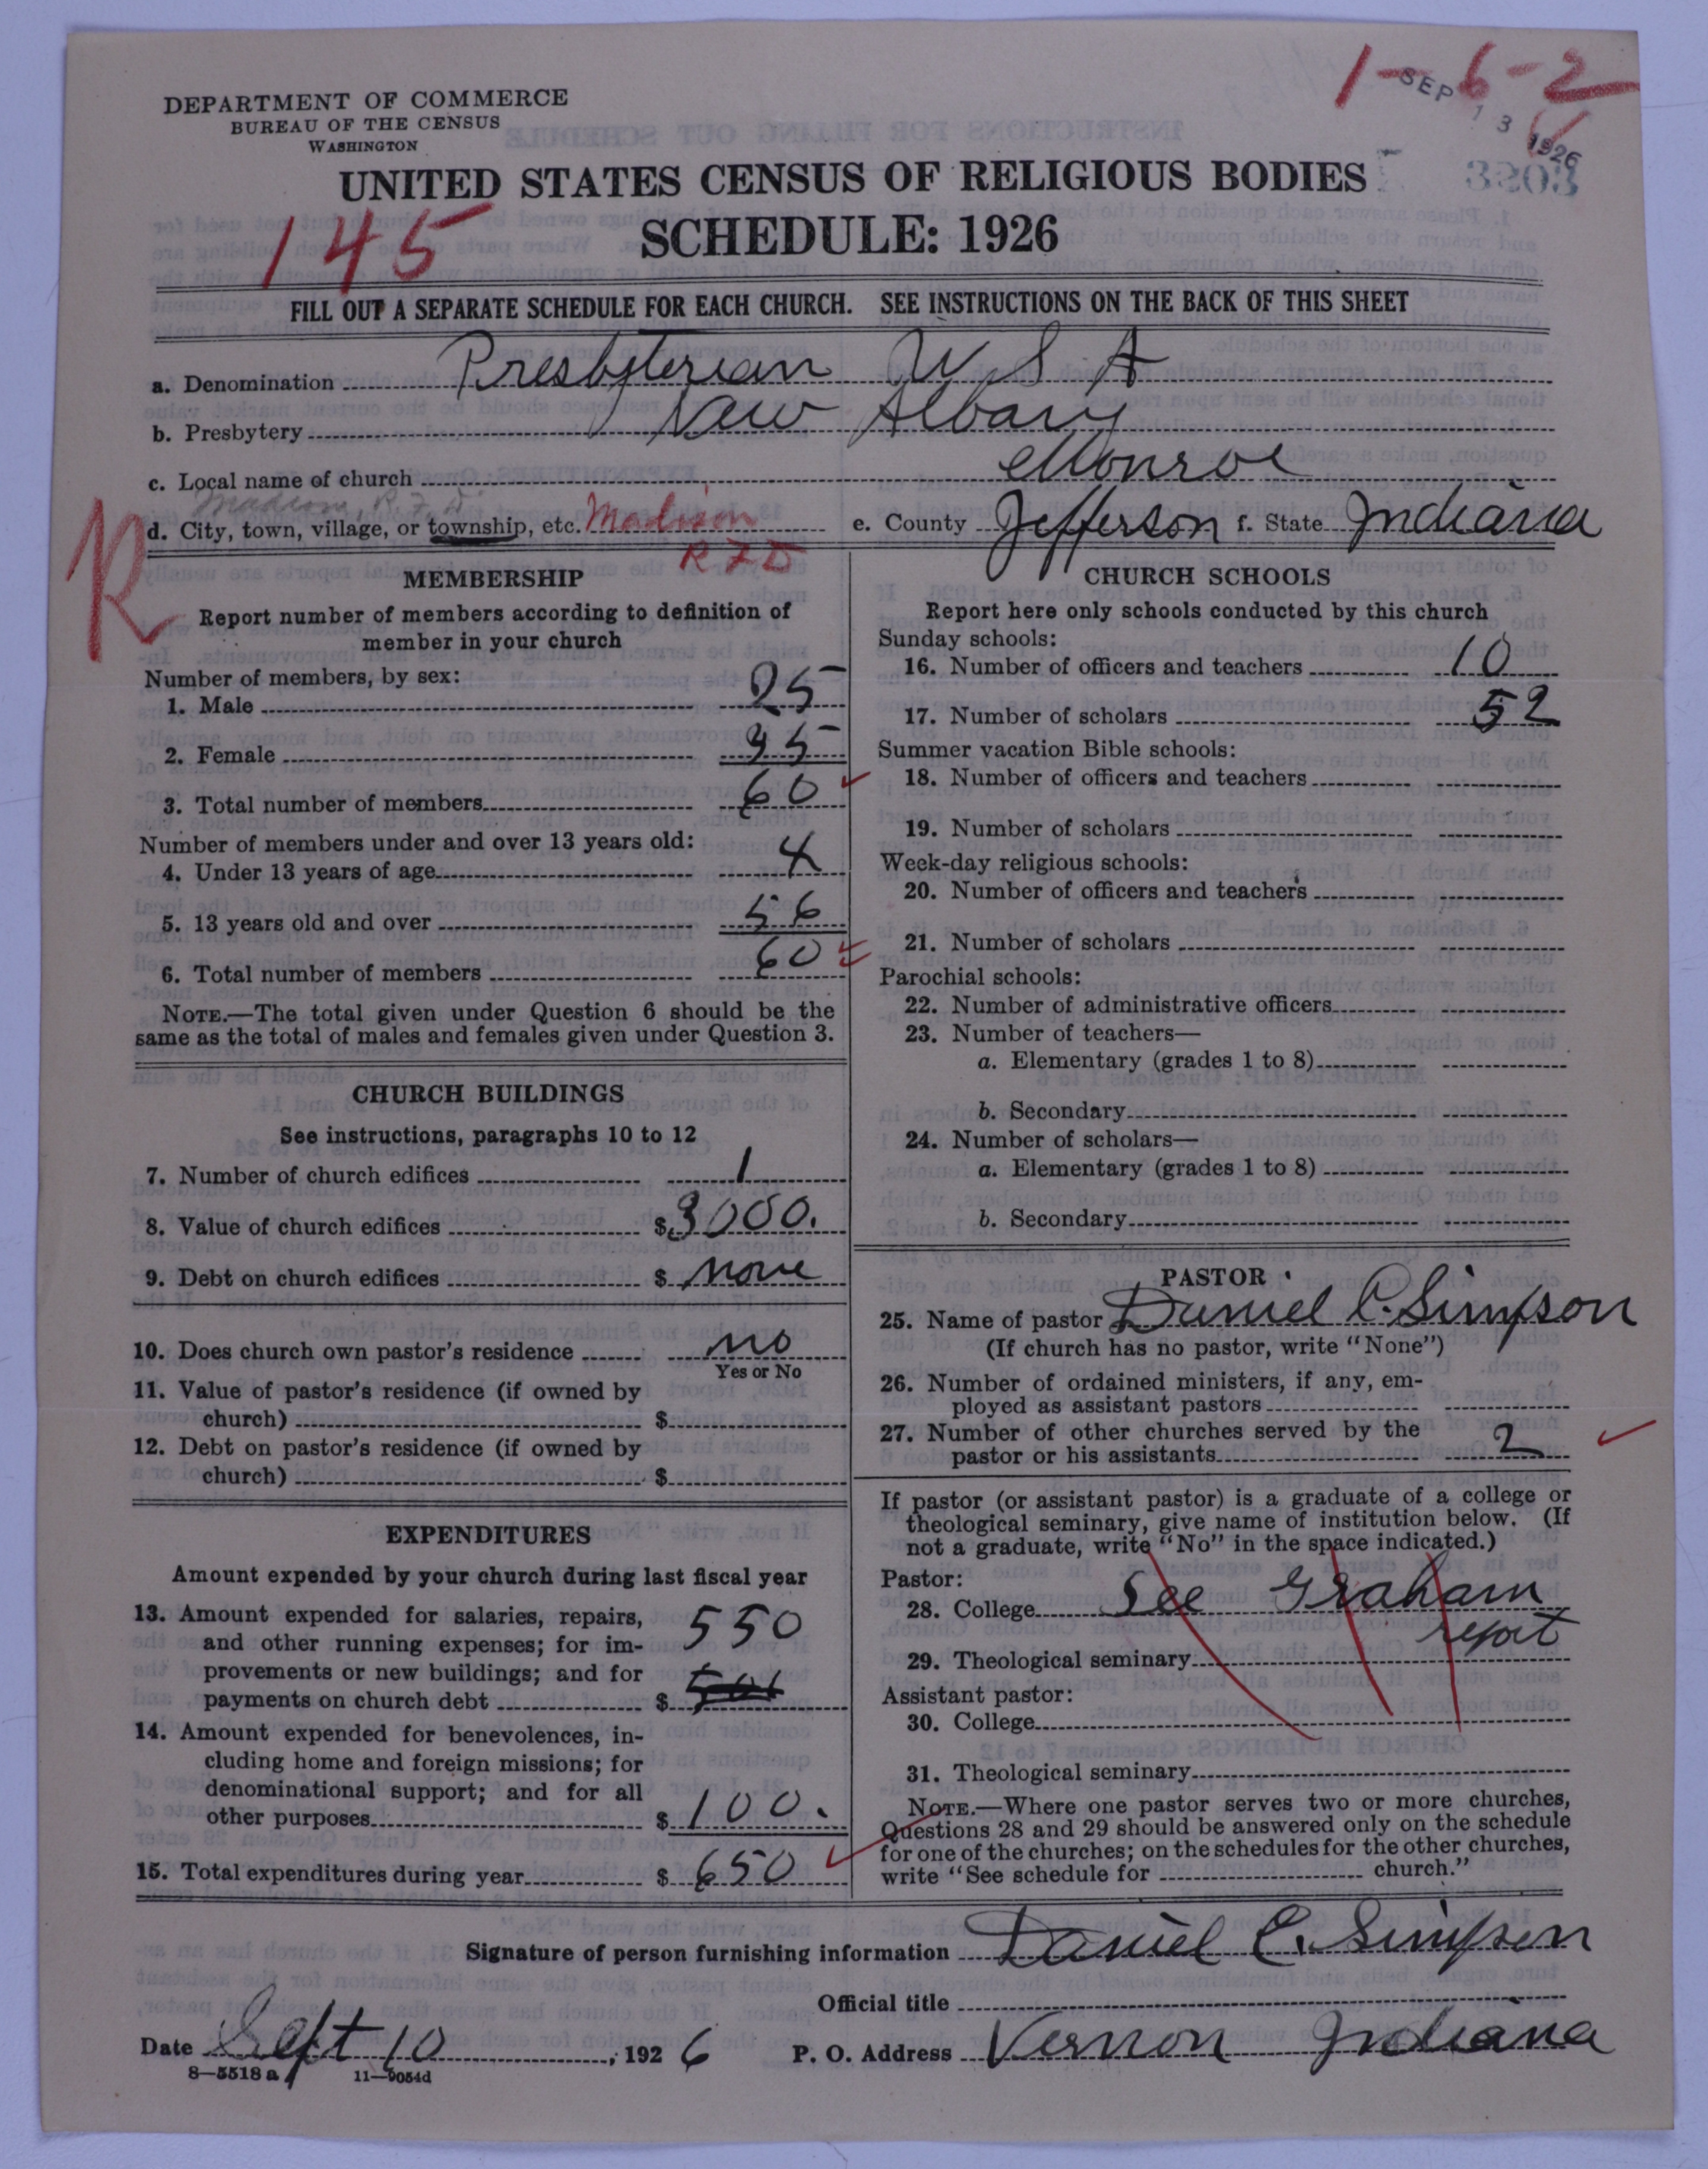 1-6-2
SEP 13 1926
DEPARTMENT OF COMMERCE
BUREAU OF THE CENSUS
WASHINGTON
UNITED STATES CENSUS OF RELIGIOUS BODIES
145
SCHEDULE: 1926
FILL OUT A SEPARATE SCHEDULE FOR EACH CHURCH. SEE INSTRUCTIONS ON THE BACK OF THIS SHEET
a. Denomination Presbyterian U S A
b. Presbytery New Albany
c. Local name of church Monroe
Madison, R.F.D.
d. City, town, village, or township, etc. Madison e. County Jefferson f. State Indiana
R F D
R
MEMBERSHIP
Report number of members according to definition of
member in your church
Number of members, by sex:
1. Male 25
2. Female 35
3. Total number of members 60
Number of members under and over 13 years old:
4. Under 13 years of age 4
5. 13 years old and over 56
6. Total number of members 60
NOTE.—The total given under Question 6 should be the
same as the total of males and females given under Question 3.
CHURCH BUILDINGS
See instructions, paragraphs 10 to 12
7. Number of church edifices 1
8. Value of church edifices $ 3000.
9. Debt on church edifices $ none
10. Does church own pastor's residence no
Yes or No
11. Value of pastor's residence (if owned by
church) $
12. Debt on pastor's residence (if owned by
church) $
EXPENDITURES
Amount expended by your church during last fiscal year
13. Amount expended for salaries, repairs, 550
and other running expenses; for im-
provements or new buildings; and for
payments on church debt $
14. Amount expended for benevolences, in-
cluding home and foreign missions; for
denominational support; and for all
other purposes $ 100.
15. Total expenditures during year $ 650
CHURCH SCHOOLS
Report here only schools conducted by this church
Sunday schools:
16. Number of officers and teachers 10
17. Number of scholars 52
Summer vacation Bible schools:
18. Number of officers and teachers
19. Number of scholars
Week-day religious schools:
20. Number of officers and teachers
21. Number of scholars
Parochial schools:
22. Number of administrative officers
23. Number of teachers—
a. Elementary (grades 1 to 8)
b. Secondary
24. Number of scholars—
a. Elementary (grades 1 to 8)
b. Secondary
PASTOR
25. Name of pastor Daniel C. Simpson
(If church has no pastor, write "None")
26. Number of ordained ministers, if any, em-
ployed as assistant pastors
27. Number of other churches served by the
pastor or his assistants 2
If pastor (or assistant pastor) is a graduate of a college or
theological seminary, give name of institution below. (If
not a graduate, write "No" in the space indicated.)
Pastor:
28. College See Graham
report
29. Theological seminary
Assistant pastor:
30. College
31. Theological seminary
NOTE.—Where one pastor serves two or more churches,
Questions 28 and 29 should be answered only on the schedule
for one of the churches; on the schedules for the other churches,
write "See schedule for church."
Signature of person furnishing information Daniel C. Simpson
Official title
Date Sept 10, 1926 P. O. Address Vernon Indiana
8—5518 a 11—9054d